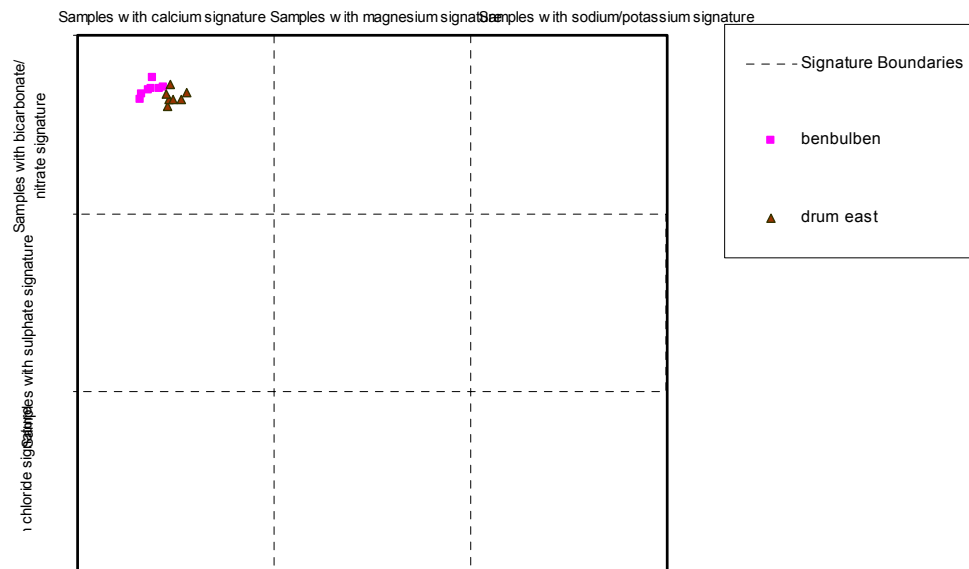 Samples with calcium signature
Samples with magnesium signature
Samples with sodium/potassium signature
Samples with bicarbonate/
nitrate signature
Samples with sulphate signature
chloride signature
Signature Boundaries
benbulben
drum east